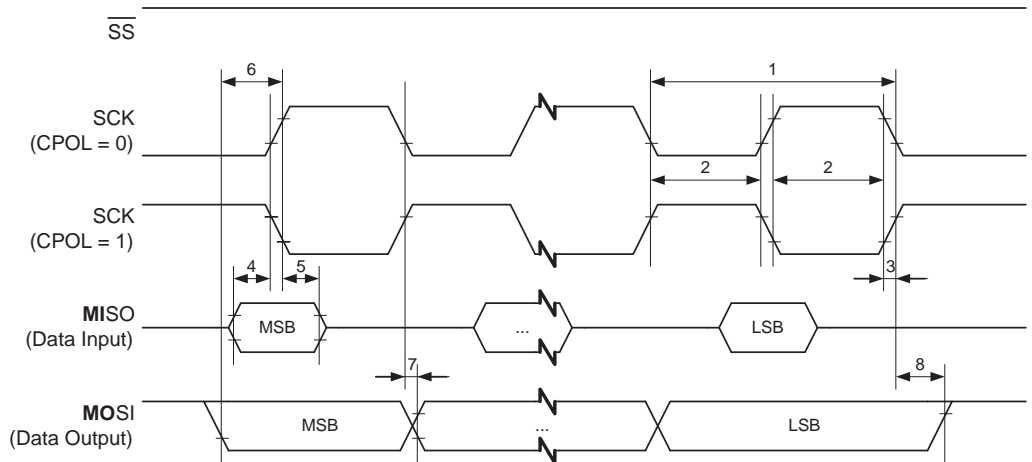 SS
6
1
SCK
(CPOL = 0)
2
2
SCK
(CPOL = 1)
4
5
3
MISO
(Data Input)
MSB
...
LSB
7
8
MOSI
(Data Output)
MSB
...
LSB